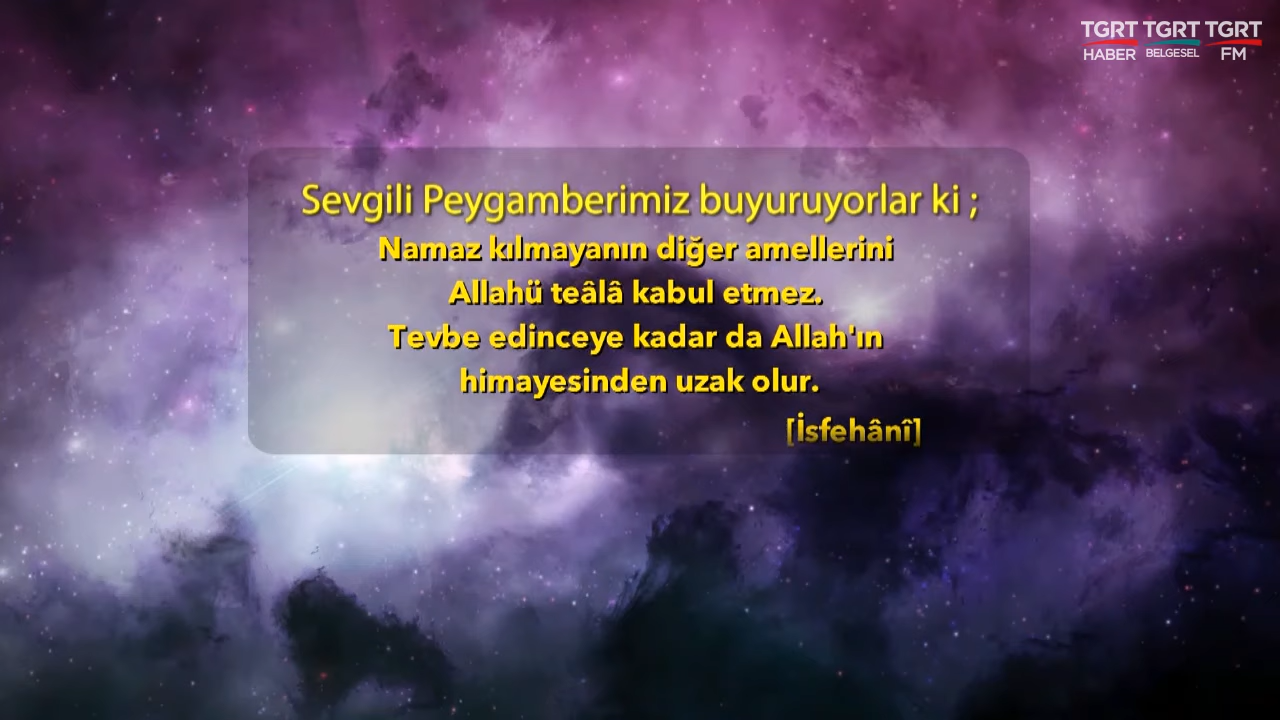 TGRT TGRT TGRT
HABER BELGESEL FM
Sevgili Peygamberimiz buyuruyorlar ki ;
Namaz kılmayanın diğer amellerini
Allahü teâlâ kabul etmez.
Tevbe edinceye kadar da Allah'ın
himayesinden uzak olur.
[İsfehânî]